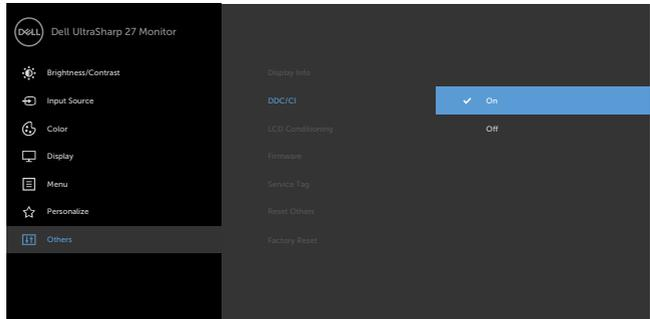 DELL Dell UltraSharp 27 Monitor
Brightness/Contrast
Display Info
Input Source
DDC/CI
On
Color
LCD Conditioning
Off
Display
Firmware
Menu
Service Tag
Personalize
Reset Others
Others
Factory Reset